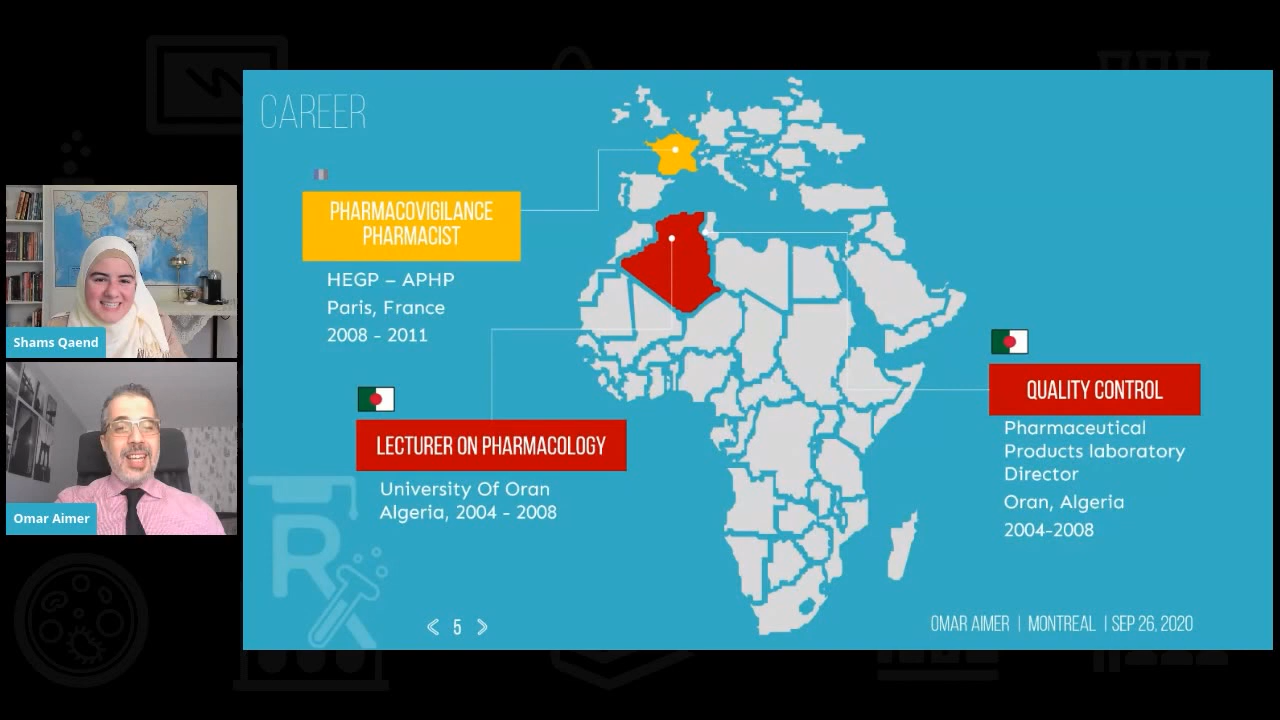 CAREER
PHARMACOVIGILANCE
PHARMACIST
HEGP – APHP
Paris, France
2008 - 2011
Shams Qaend
Omar Aimer
LECTURER ON PHARMACOLOGY
University Of Oran
Algeria, 2004 - 2008
QUALITY CONTROL
Pharmaceutical
Products laboratory
Director
Oran, Algeria
2004-2008
R
< 5 >
OMAR AIMER | MONTREAL | SEP 26, 2020